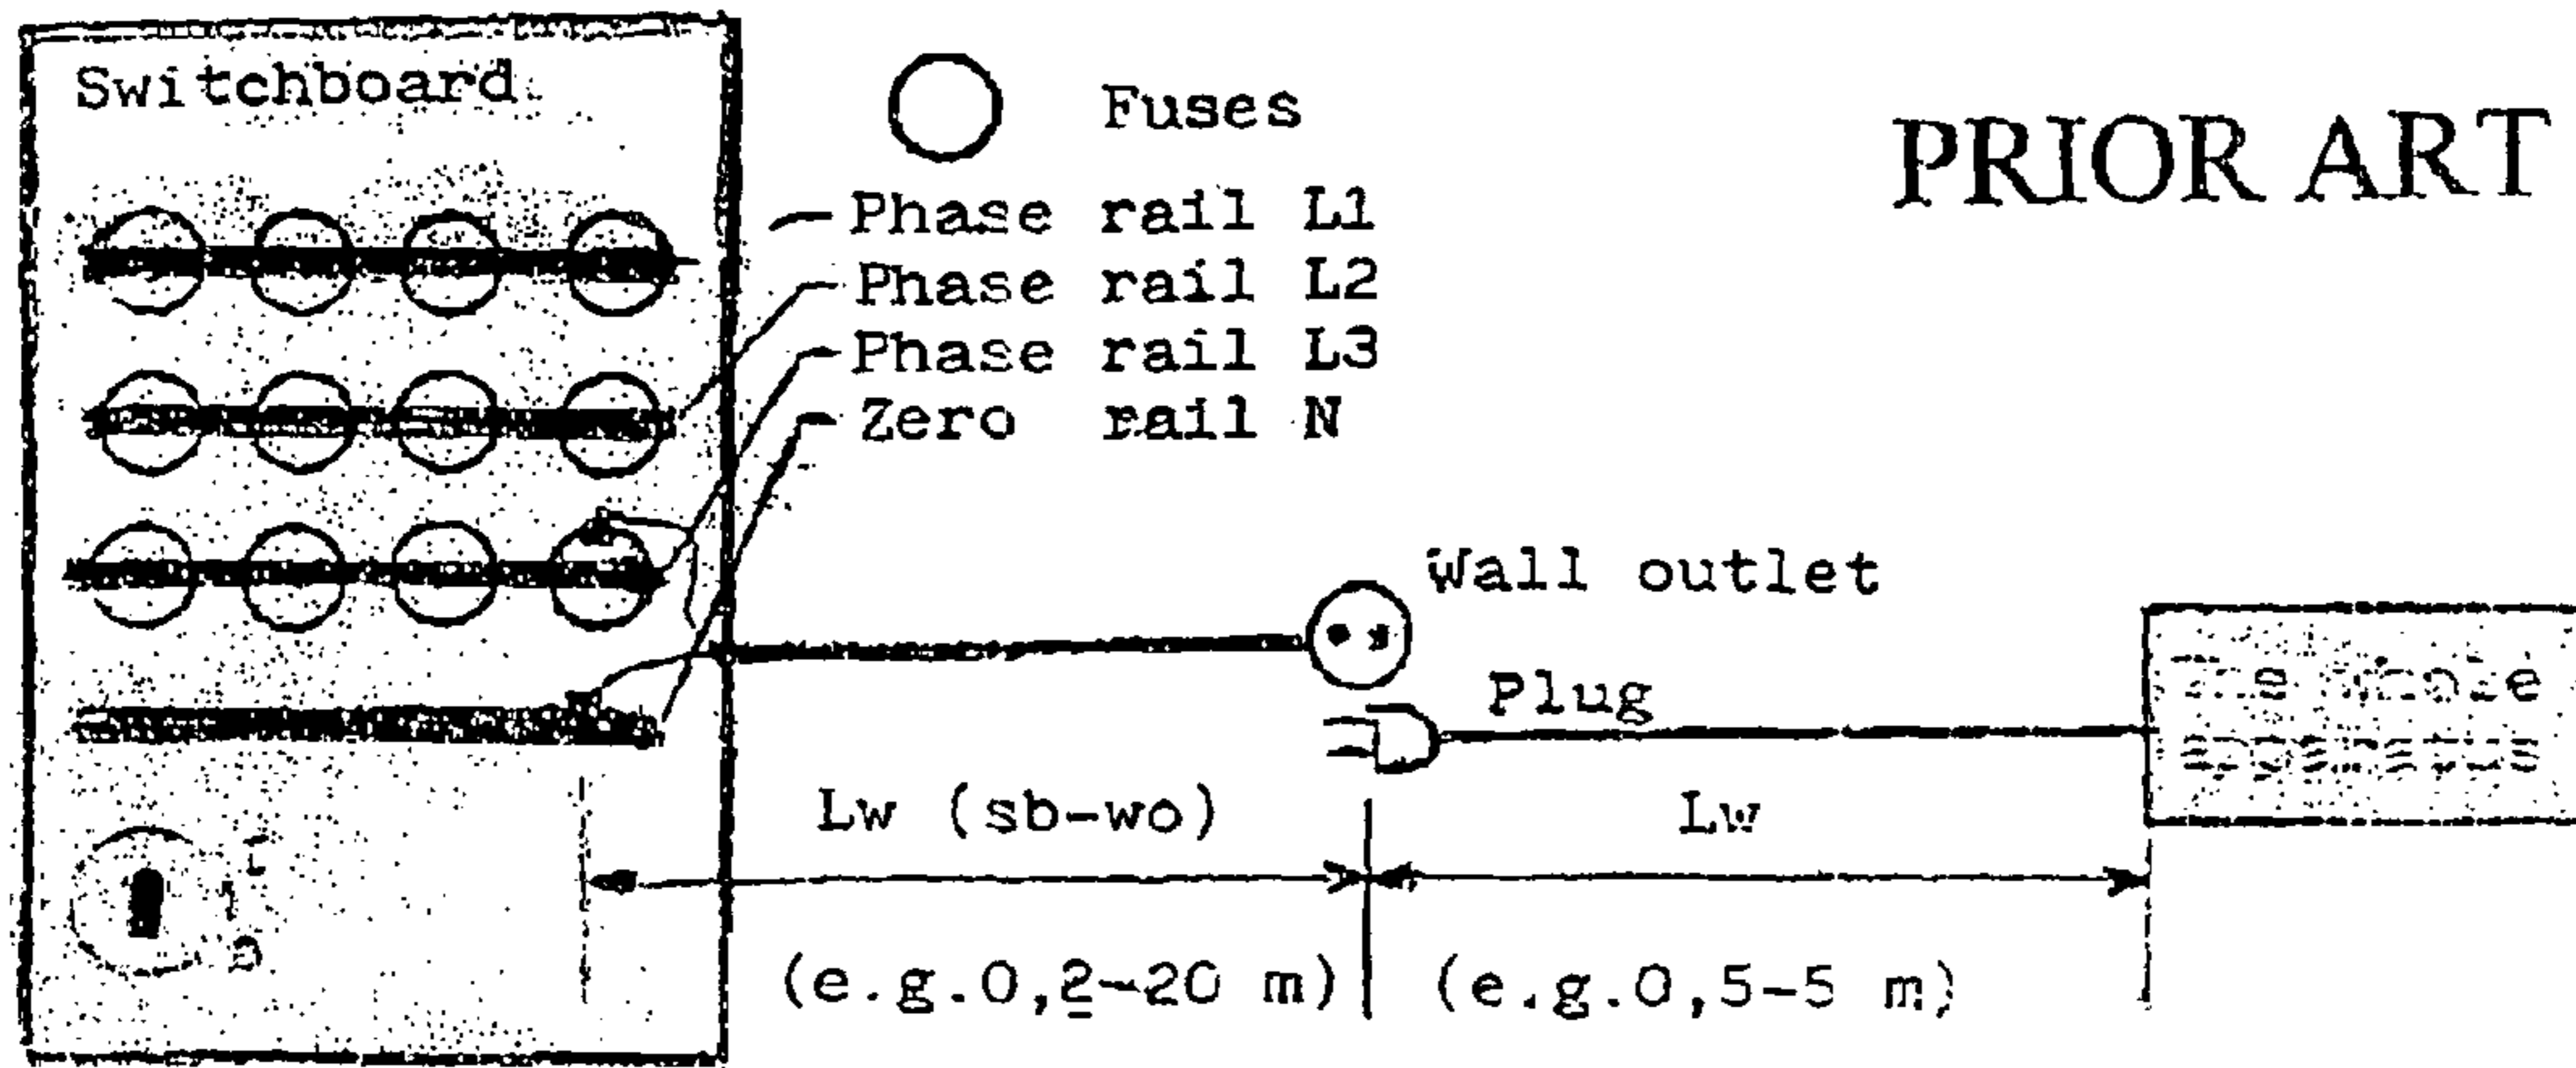 Switchboard
Fuses
PRIOR ART
Phase rail L1
Phase rail L2
Phase rail L3
Zero rail N
Wall outlet
Plug
Lw (sb-wo)
Lw
(e.g.0,2-20 m)
(e.g.0,5-5 m)